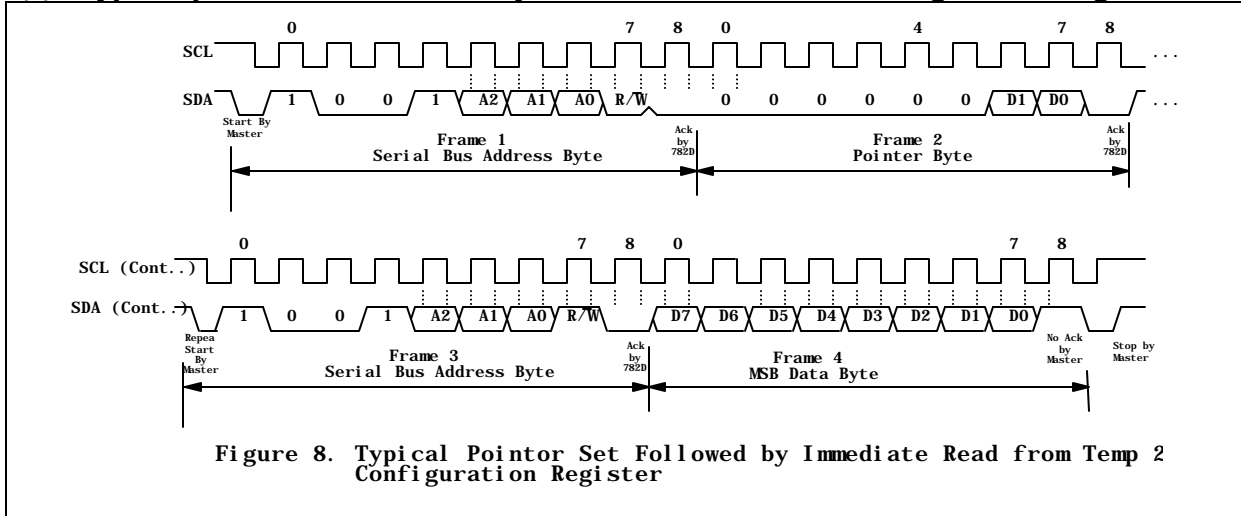 0 7 8 0 4 7 8
SCL ...
SDA 1 0 0 1 A2 A1 A0 R/W 0 0 0 0 0 0 D1 D0 ...
Start By
Master
Frame 1
Serial Bus Address Byte
Ack
by
782D
Frame 2
Pointer Byte
Ack
by
782D
0 7 8 0 7 8
SCL (Cont..)
SDA (Cont..) 1 0 0 1 A2 A1 A0 R/W D7 D6 D5 D4 D3 D2 D1 D0
Repea
Start
By
Master
Frame 3
Serial Bus Address Byte
Ack
by
782D
Frame 4
MSB Data Byte
No Ack
by
Master
Stop by
Master
Figure 8. Typical Pointor Set Followed by Immediate Read from Temp 2
Configuration Register